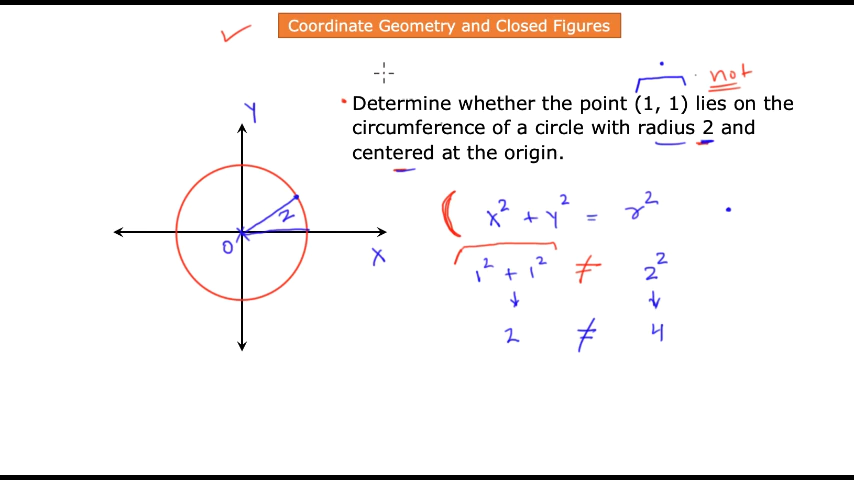 Coordinate Geometry and Closed Figures
not
• Determine whether the point (1, 1) lies on the
circumference of a circle with radius 2 and
centered at the origin.
Y
2
O
X
( x² + y² = r²
1² + 1² ≠ 2²
↓ ↓
2 ≠ 4